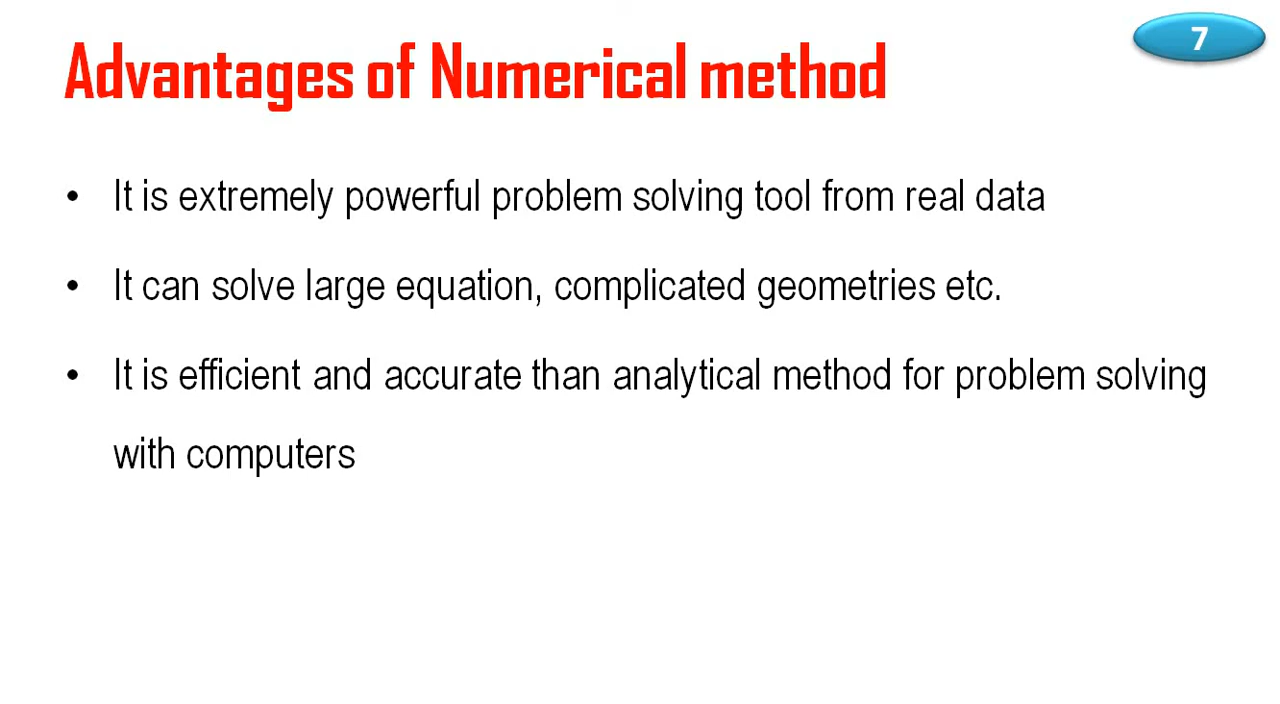 7
Advantages of Numerical method
• It is extremely powerful problem solving tool from real data
• It can solve large equation, complicated geometries etc.
• It is efficient and accurate than analytical method for problem solving
with computers